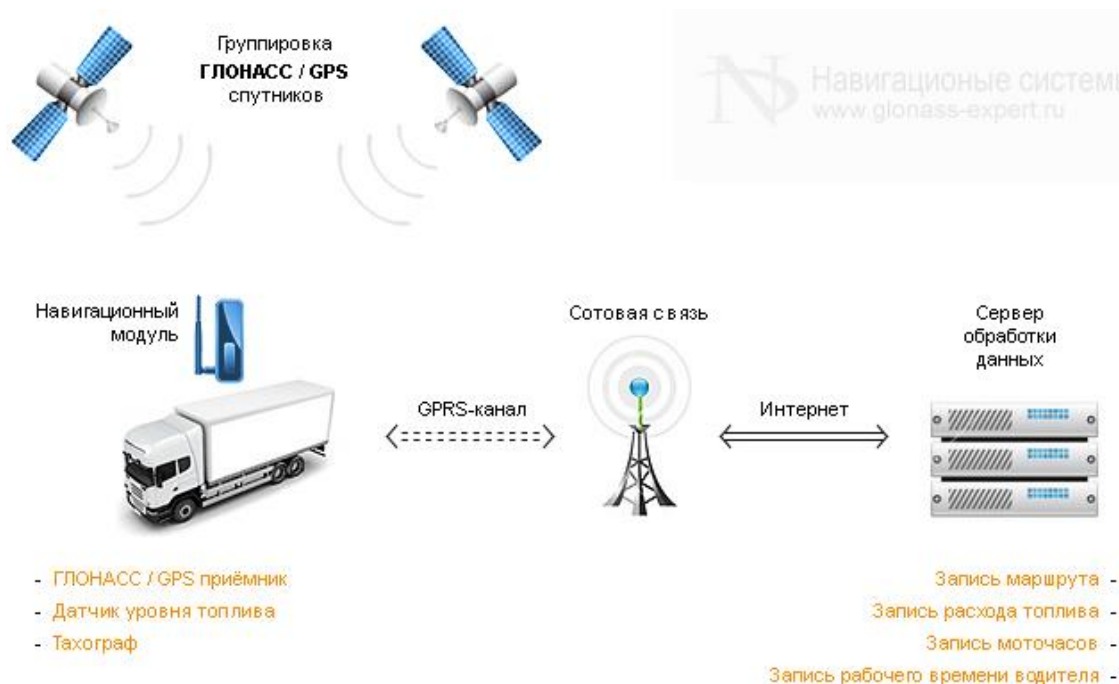 Группировка
ГЛОНАСС / GPS
спутников
Навигационые системы
www.glonass-expert.ru
Навигационный
модуль
Сотовая связь
Сервер
обработки
данных
GPRS-канал
Интернет
- ГЛОНАСС / GPS приёмник
- Датчик уровня топлива
- Тахограф
Запись маршрута -
Запись расхода топлива -
Запись моточасов -
Запись рабочего времени водителя -